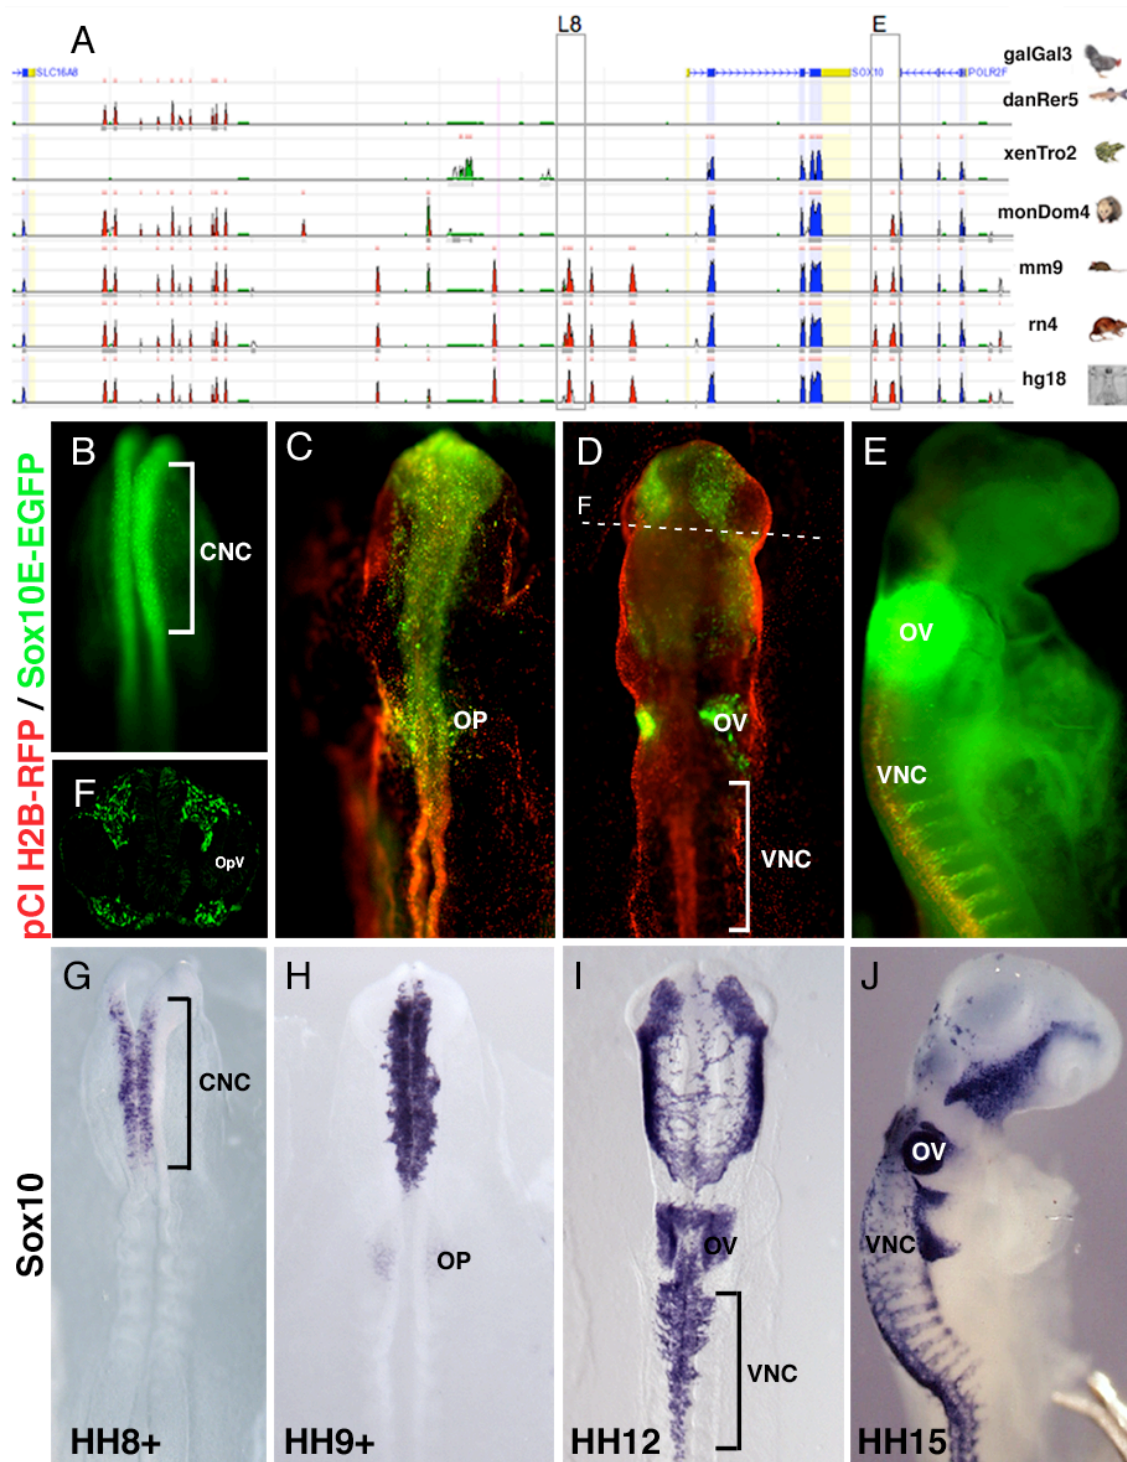 A
L8
E
galGal3
SLC16A8
SOX10
POLR2F
danRer5
xenTro2
monDom4
mm9
rn4
hg18
pCI H2B-RFP / Sox10E-EGFP
B
CNC
C
OP
D
F
OV
VNC
E
OV
VNC
F
OpV
Sox10
G
CNC
HH8+
H
OP
HH9+
I
OV
VNC
HH12
J
OV
VNC
HH15